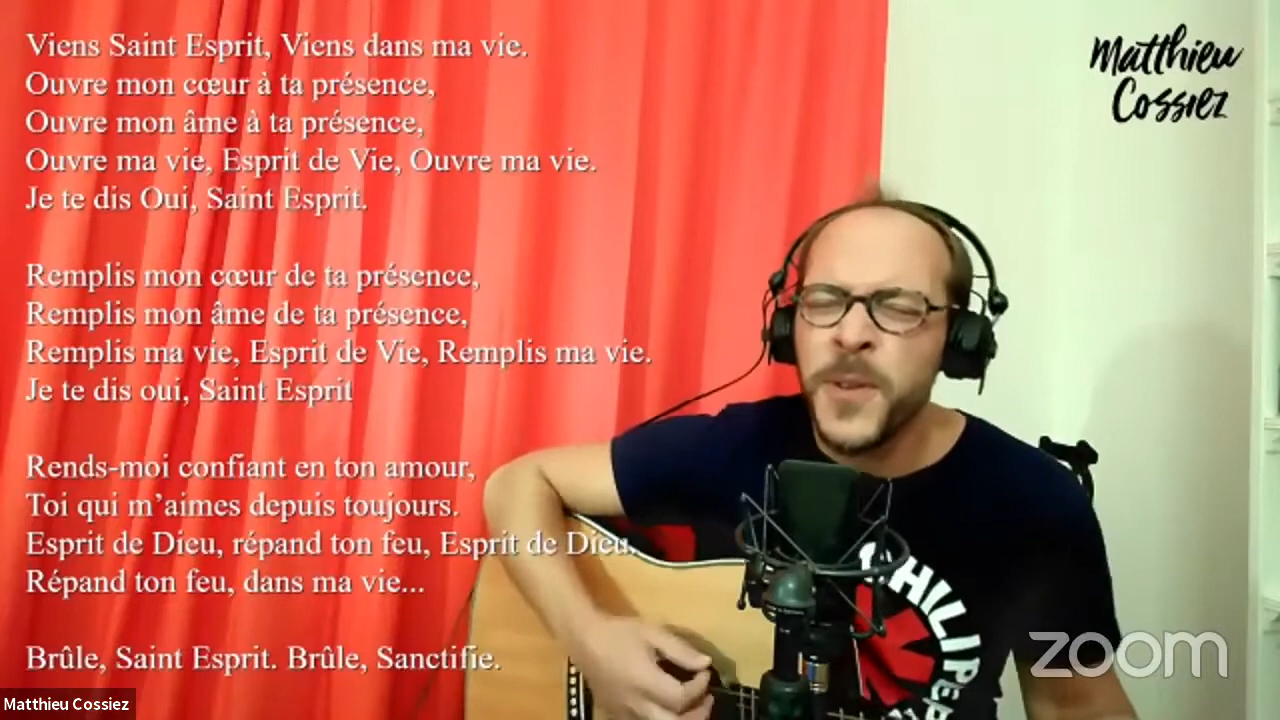 Viens Saint Esprit, Viens dans ma vie.
Ouvre mon cœur à ta présence,
Ouvre mon âme à ta présence,
Ouvre ma vie, Esprit de Vie, Ouvre ma vie.
Je te dis Oui, Saint Esprit.
Remplis mon cœur de ta présence,
Remplis mon âme de ta présence,
Remplis ma vie, Esprit de Vie, Remplis ma vie.
Je te dis oui, Saint Esprit
Rends-moi confiant en ton amour,
Toi qui m’aimes depuis toujours.
Esprit de Dieu, répand ton feu, Esprit de Dieu.
Répand ton feu, dans ma vie...
Brûle, Saint Esprit. Brûle, Sanctifie.
Matthieu
Cossiez
CHILI
zoom
Matthieu Cossiez